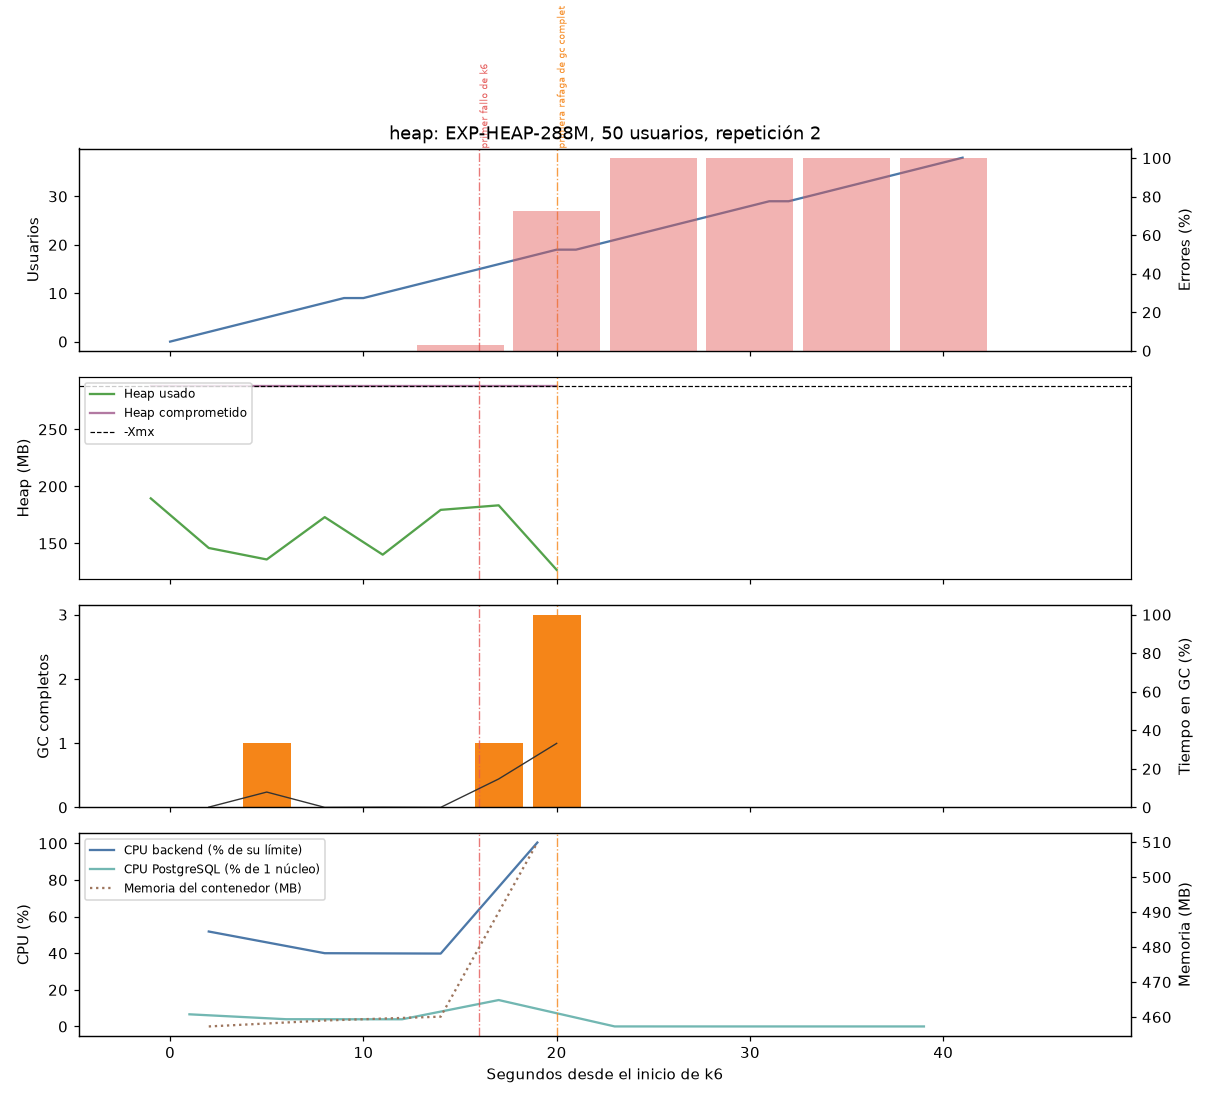 primer fallo de k6
primera rafaga de gc complet
heap: EXP-HEAP-288M, 50 usuarios, repetición 2
Usuarios
30
20
10
0
100
80
60
40
20
0
Errores (%)
Heap (MB)
250
200
150
Heap usado
Heap comprometido
-Xmx
GC completos
3
2
1
0
100
80
60
40
20
0
Tiempo en GC (%)
CPU (%)
100
80
60
40
20
0
CPU backend (% de su límite)
CPU PostgreSQL (% de 1 núcleo)
Memoria del contenedor (MB)
510
500
490
480
470
460
Memoria (MB)
0 10 20 30 40
Segundos desde el inicio de k6